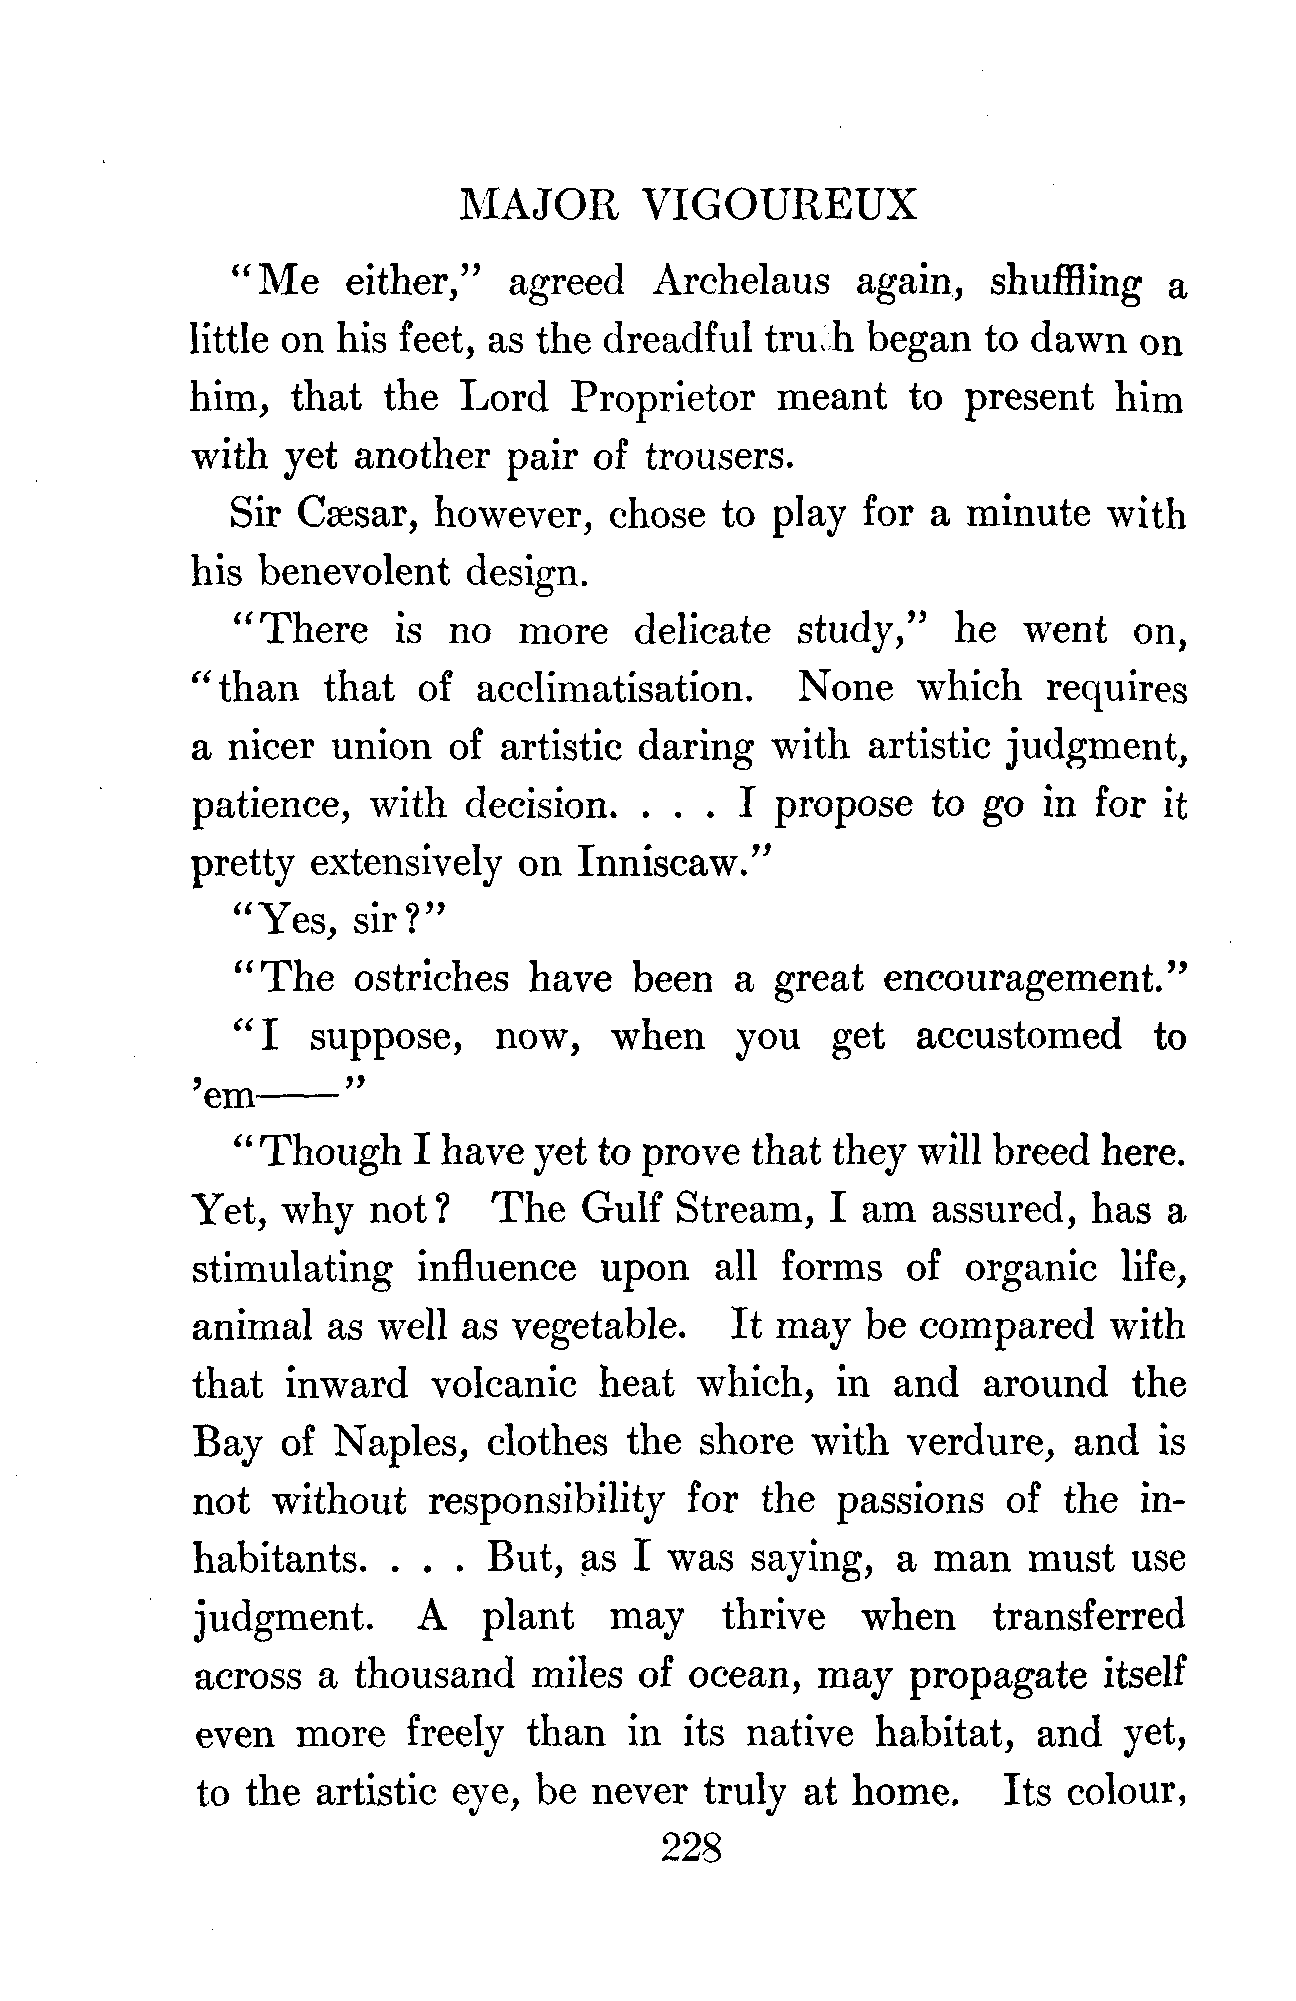 MAJOR VIGOUREUX
“Me either,” agreed Archelaus again, shuffling a
little on his feet, as the dreadful truth began to dawn on
him, that the Lord Proprietor meant to present him
with yet another pair of trousers.
Sir Cæsar, however, chose to play for a minute with
his benevolent design.
“There is no more delicate study,” he went on,
“than that of acclimatisation. None which requires
a nicer union of artistic daring with artistic judgment,
patience, with decision. . . . I propose to go in for it
pretty extensively on Inniscaw.”
“Yes, sir?”
“The ostriches have been a great encouragement.”
“I suppose, now, when you get accustomed to
’em——”
“Though I have yet to prove that they will breed here.
Yet, why not? The Gulf Stream, I am assured, has a
stimulating influence upon all forms of organic life,
animal as well as vegetable. It may be compared with
that inward volcanic heat which, in and around the
Bay of Naples, clothes the shore with verdure, and is
not without responsibility for the passions of the in-
habitants. . . . But, as I was saying, a man must use
judgment. A plant may thrive when transferred
across a thousand miles of ocean, may propagate itself
even more freely than in its native habitat, and yet,
to the artistic eye, be never truly at home. Its colour,
228